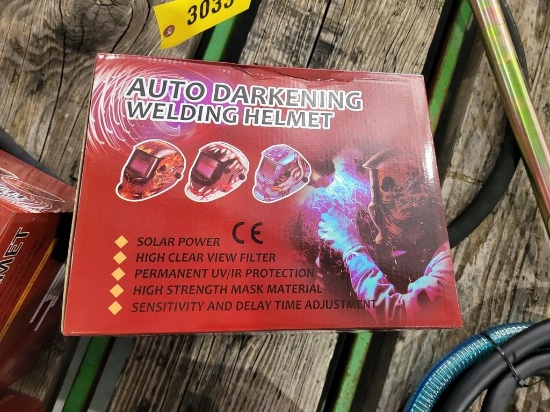 3033
AUTO DARKENING
WELDING HELMET
CE
SOLAR POWER
HIGH CLEAR VIEW FILTER
PERMANENT UV/IR PROTECTION
HIGH STRENGTH MASK MATERIAL
SENSITIVITY AND DELAY TIME ADJUSTMENT